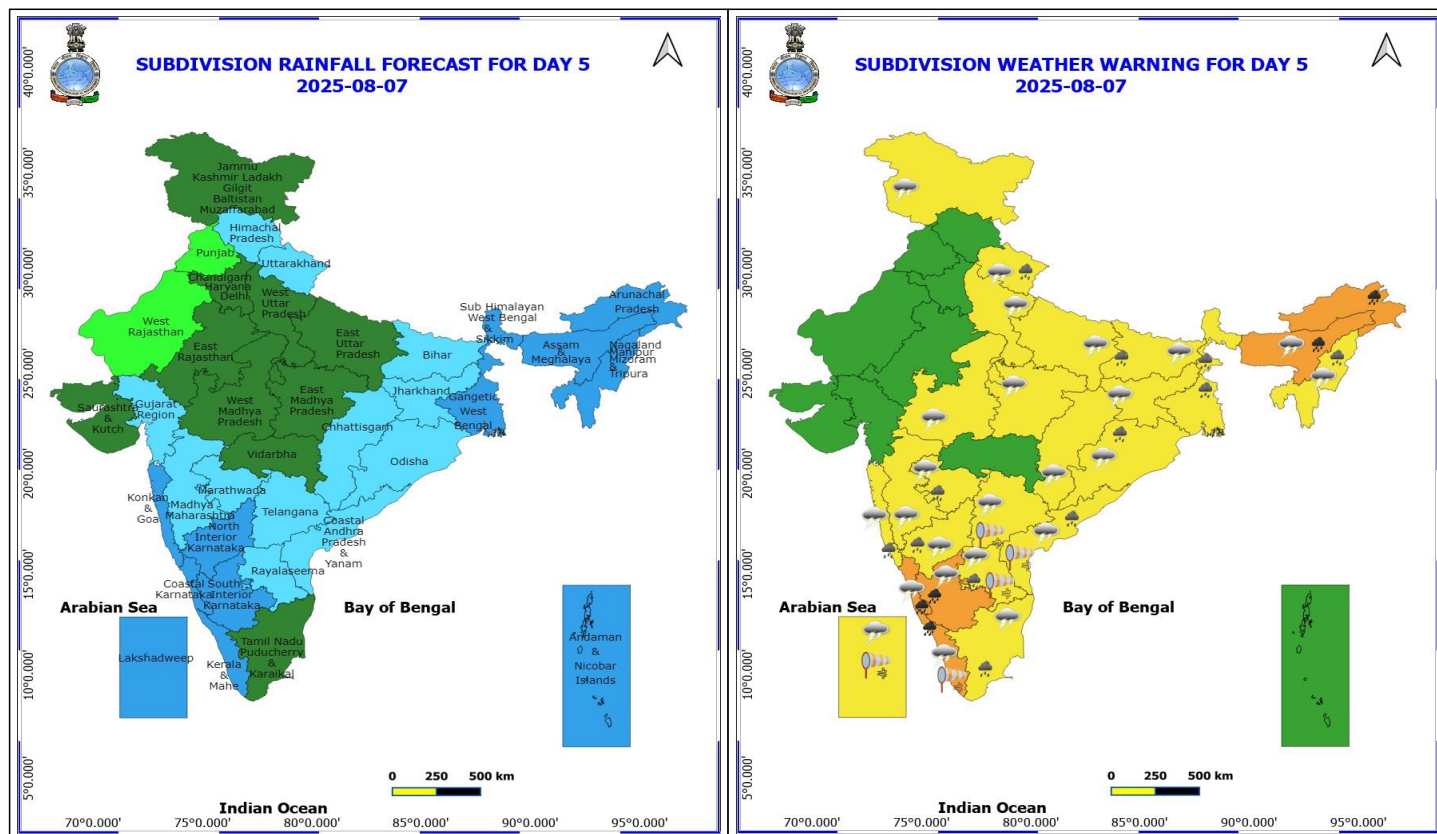 SUBDIVISION RAINFALL FORECAST FOR DAY 5
2025-08-07
40°0.000'
35°0.000'
30°0.000'
25°0.000'
20°0.000'
15°0.000'
10°0.000'
5°0.000'
Jammu
Kashmir Ladakh
Gilgit
Baltistan
Muzaffarabad
Himachal
Pradesh
Punjab
Uttarakhand
Chandigarh
Haryana
Delhi
West
Uttar
Pradesh
West
Rajasthan
East
Rajasthan
East
Uttar
Pradesh
Sub Himalayan
West Bengal
&
Sikkim
Arunachal
Pradesh
Assam
&
Meghalaya
Nagaland
Manipur
Mizoram
&
Tripura
Bihar
Jharkhand
Gangetic
West
Bengal
Saurashtra
&
Kutch
Gujarat
Region
West
Madhya
Pradesh
East
Madhya
Pradesh
Chhattisgarh
Vidarbha
Odisha
Konkan
&
Goa
Marathwada
Madhya
Maharashtra
North
Interior
Karnataka
Telangana
Coastal
Andhra
Pradesh
&
Yanam
Rayalaseema
Coastal
Karnataka
South
Interior
Karnataka
Arabian Sea
Bay of Bengal
Lakshadweep
Kerala
&
Mahe
Tamil Nadu
Puducherry
&
Karaikal
Andaman
&
Nicobar
Islands
0 250 500 km
Indian Ocean
70°0.000' 75°0.000' 80°0.000' 85°0.000' 90°0.000' 95°0.000'
SUBDIVISION WEATHER WARNING FOR DAY 5
2025-08-07
40°0.000'
35°0.000'
30°0.000'
25°0.000'
20°0.000'
15°0.000'
10°0.000'
5°0.000'
Arabian Sea
Bay of Bengal
0 250 500 km
Indian Ocean
70°0.000' 75°0.000' 80°0.000' 85°0.000' 90°0.000' 95°0.000'